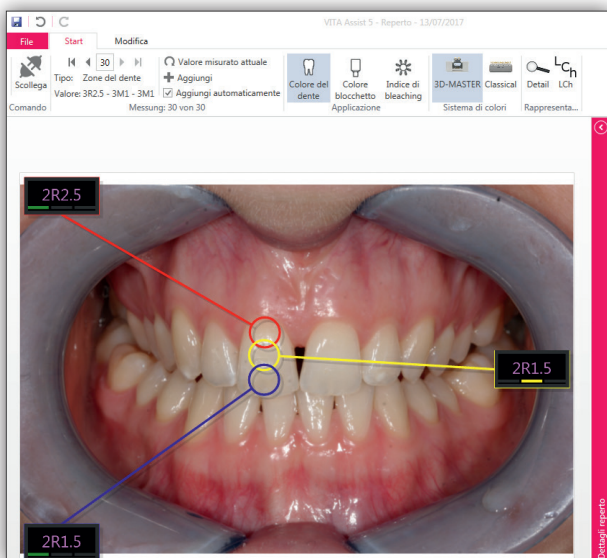 VITA Assist 5 - Reperto - 13/07/2017
File Start Modifica
Scollega
Comando
30
Tipo: Zone del dente
Valore: 3R2.5 - 3M1 - 3M1
Valore misurato attuale
Aggiungi
Aggiungi automaticamente
Messung: 30 von 30
Colore del dente
Colore blocchetto
Indice di bleaching
Applicazione
3D-MASTER
Classical
Sistema di colori
LCh
Detail
LCh
Rappresenta...
2R2.5
2R1.5
2R1.5
Dettagli reperto